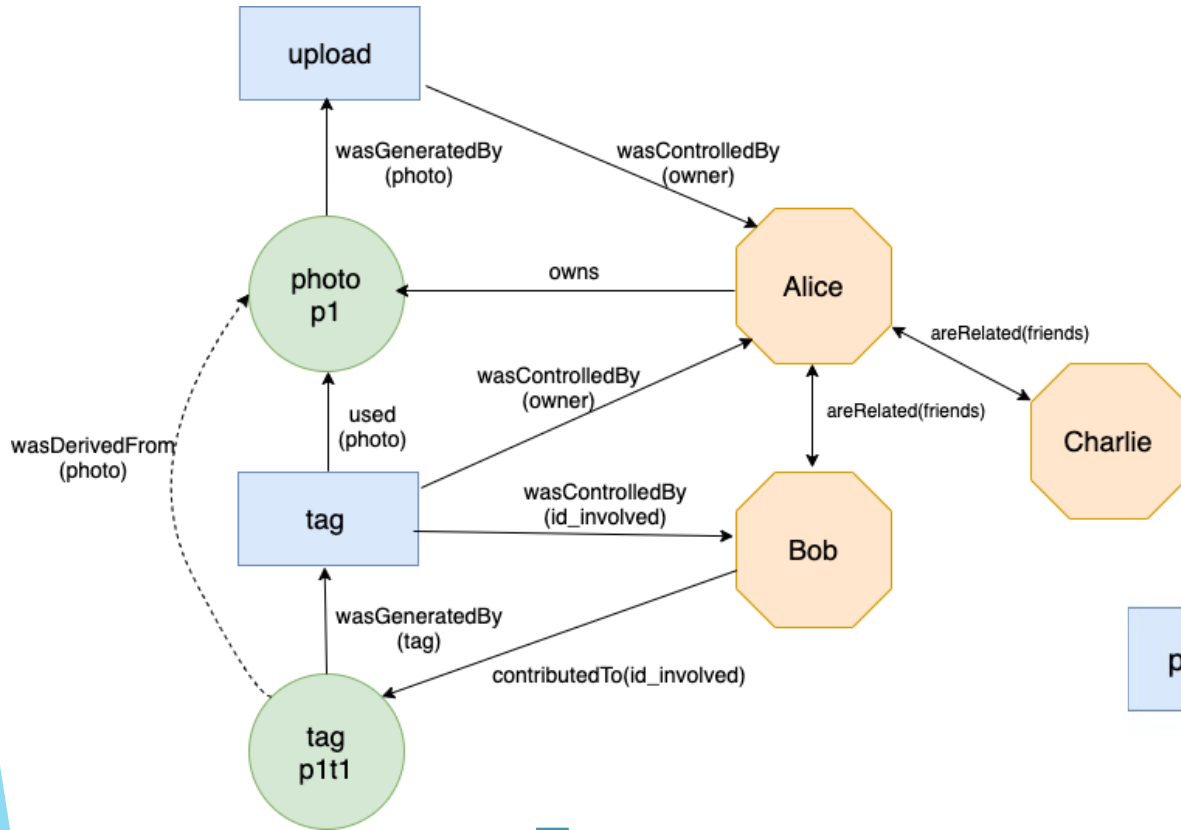 upload
wasGeneratedBy
(photo)
wasControlledBy
(owner)
photo
p1
owns
Alice
areRelated(friends)
wasControlledBy
(owner)
used
(photo)
areRelated(friends)
Charlie
wasDerivedFrom
(photo)
tag
wasControlledBy
(id_involved)
Bob
wasGeneratedBy
(tag)
contributedTo(id_involved)
p
tag
p1t1